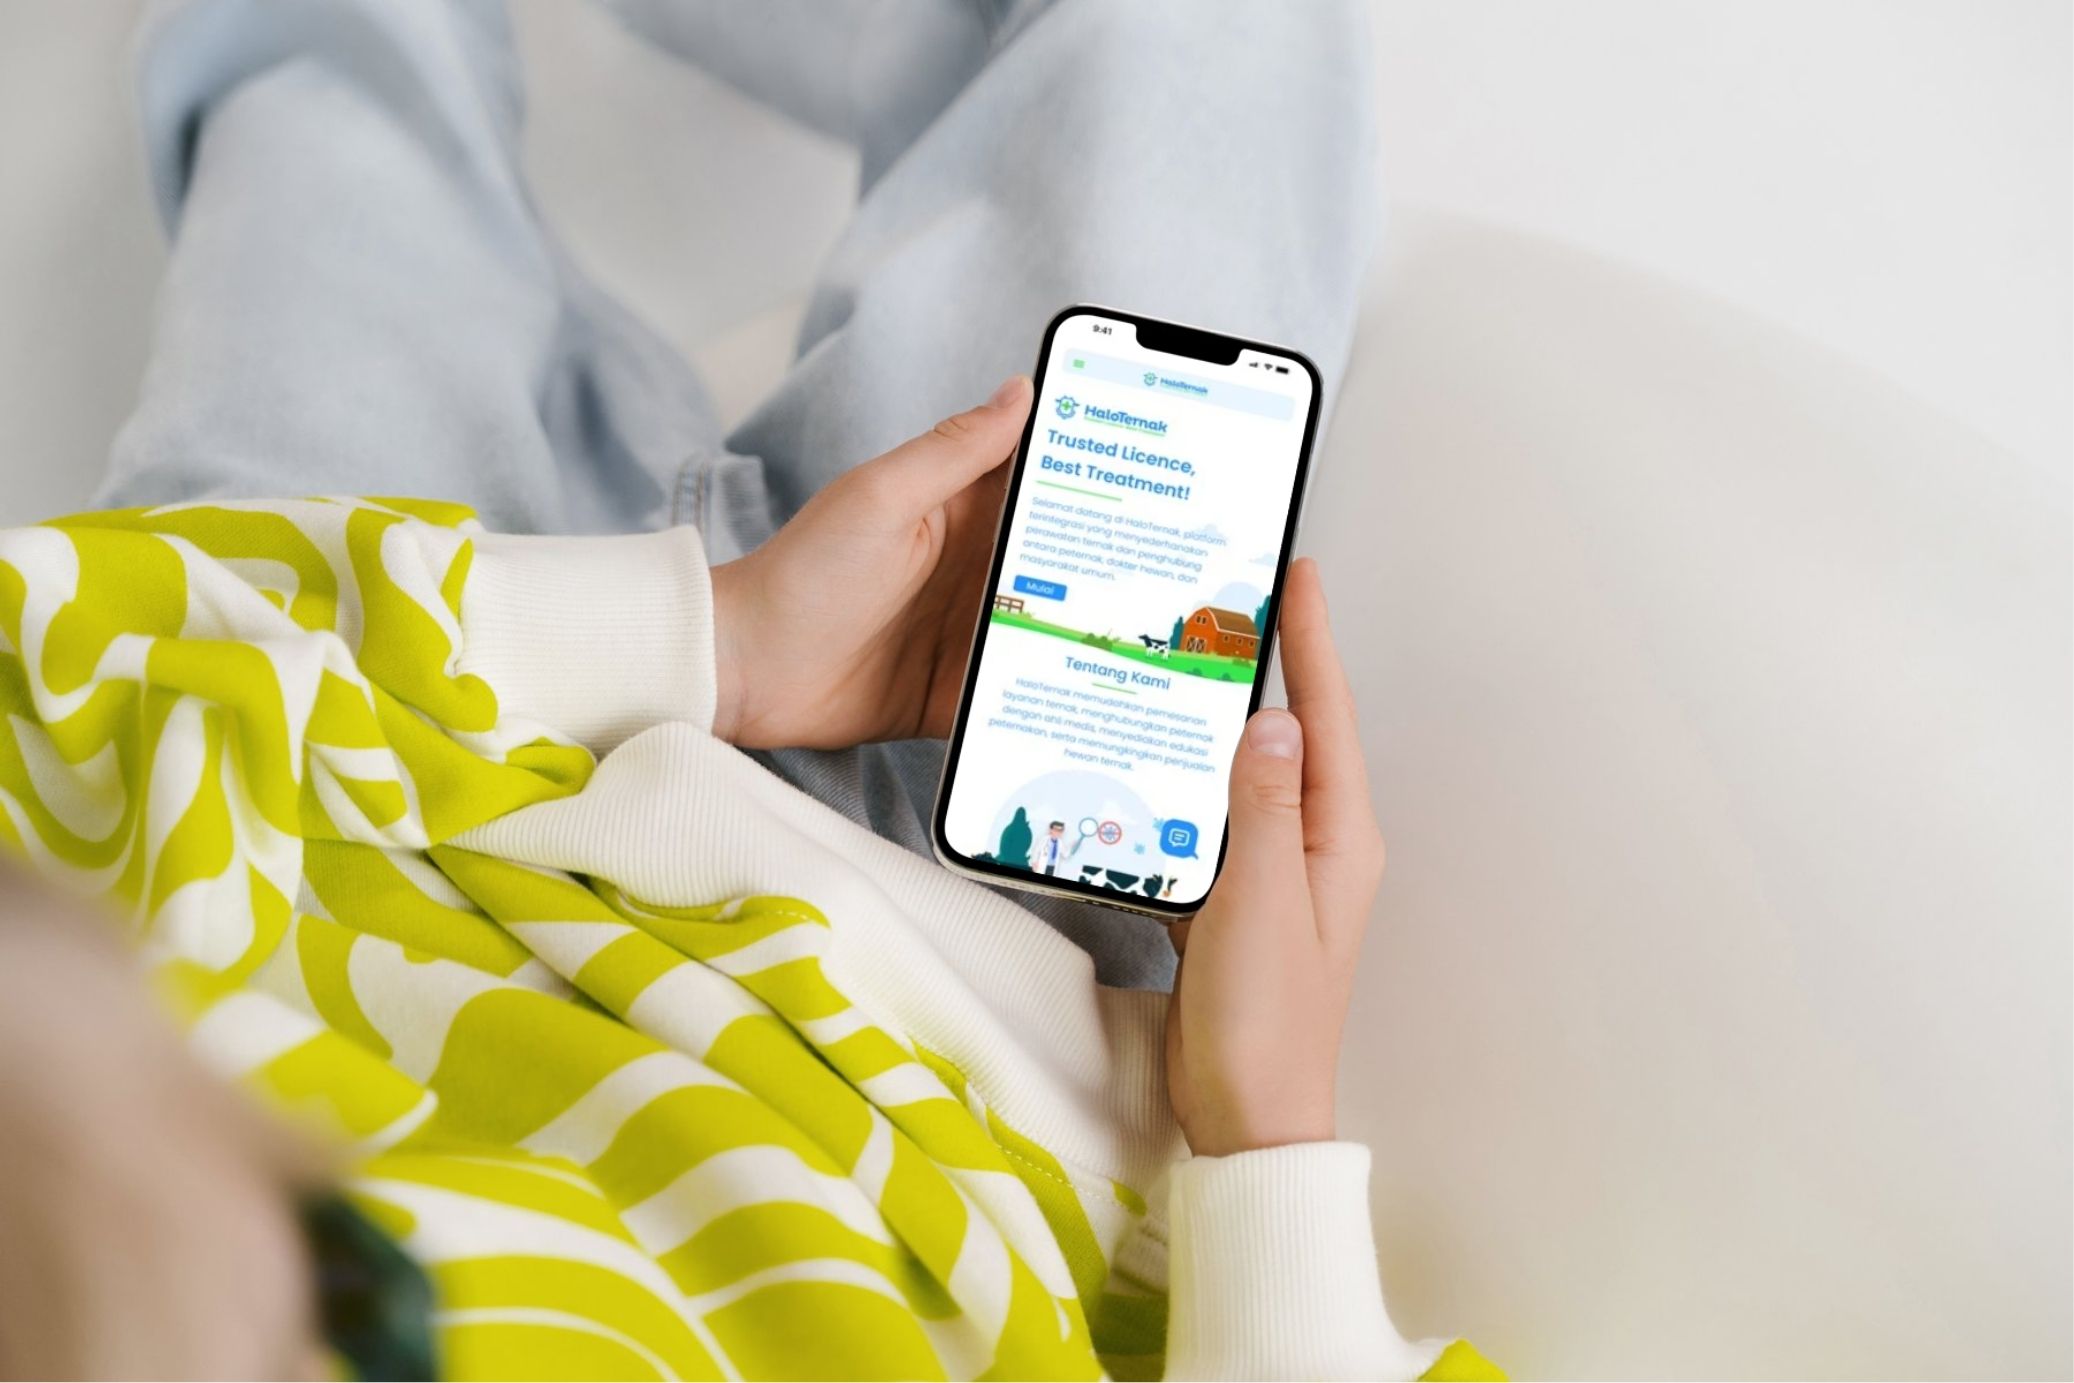 9:41
HaloTernak
HaloTernak
Trusted Licence,
Best Treatment!
Selamat datang di HaloTernak, platform
terintegrasi yang menyederhanakan
perawatan ternak dan penghubung
antara peternak, dokter hewan, dan
masyarakat umum.
Mulai
Tentang Kami
HaloTernak memudahkan pemesanan
layanan ternak, menghubungkan peternak
dengan ahli medis, menyediakan edukasi
peternakan, serta memungkingkan penjualan
hewan ternak.